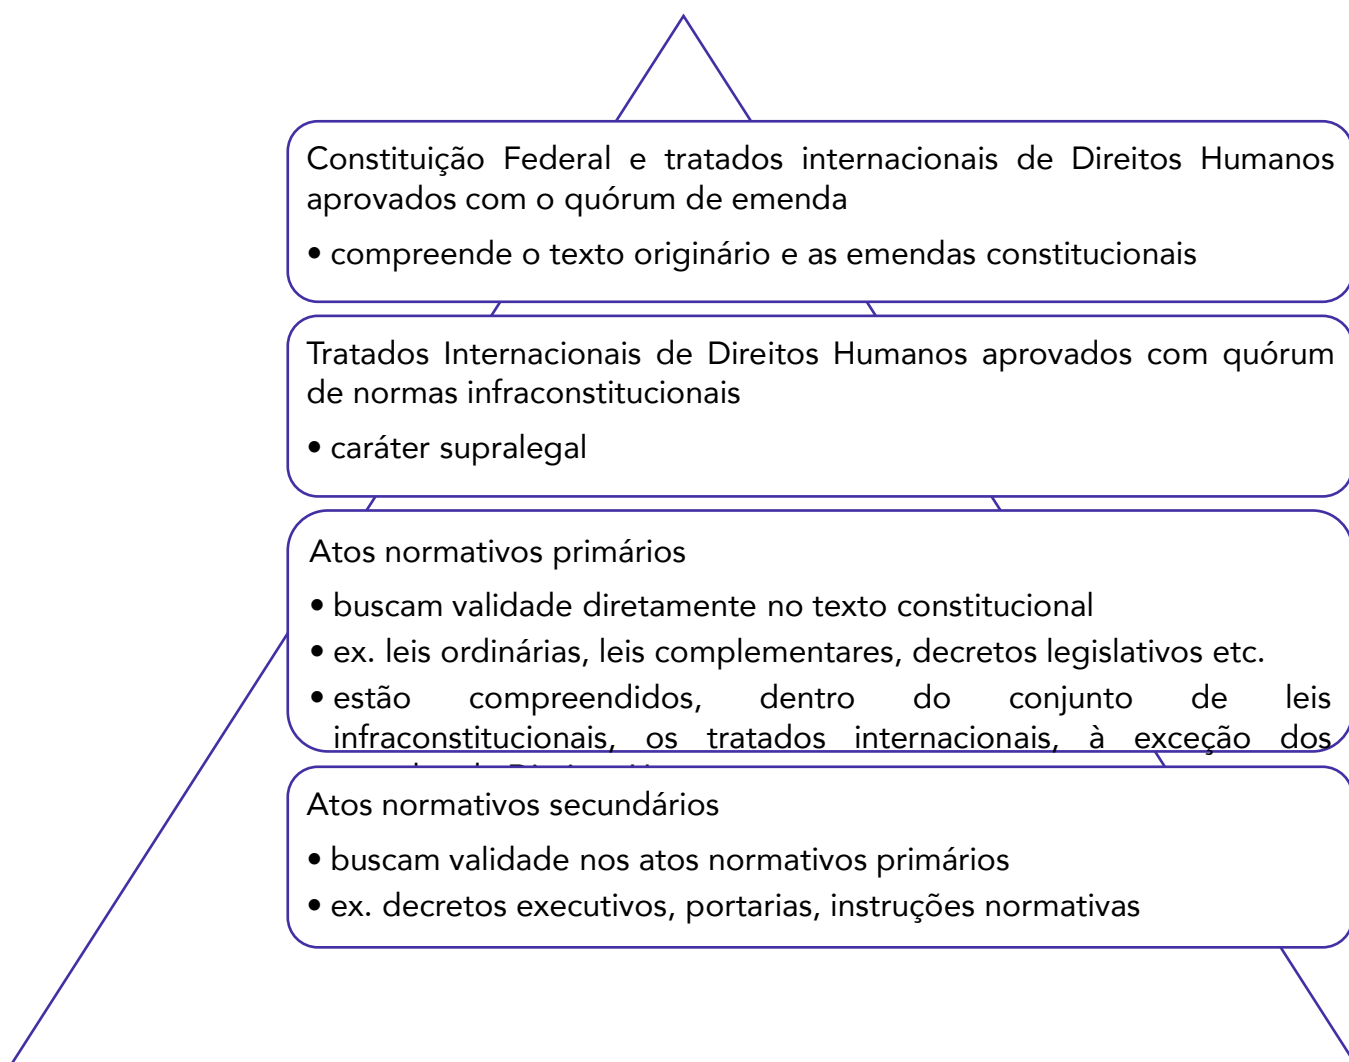 Constituição Federal e tratados internacionais de Direitos Humanos
aprovados com o quórum de emenda
• compreende o texto originário e as emendas constitucionais
Tratados Internacionais de Direitos Humanos aprovados com quórum
de normas infraconstitucionais
• caráter supralegal
Atos normativos primários
• buscam validade diretamente no texto constitucional
• ex. leis ordinárias, leis complementares, decretos legislativos etc.
• estão compreendidos, dentro do conjunto de leis
infraconstitucionais, os tratados internacionais, à exceção dos
Atos normativos secundários
• buscam validade nos atos normativos primários
• ex. decretos executivos, portarias, instruções normativas